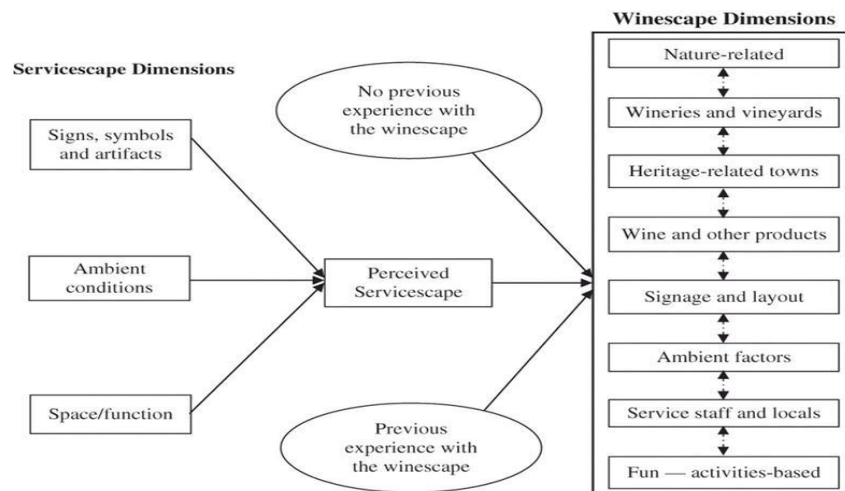 Winescape Dimensions
Servicescape Dimensions
Nature-related
No previous
experience with
the winescape
Wineries and vineyards
Signs, symbols
and artifacts
Heritage-related towns
Wine and other products
Ambient
conditions
Perceived
Servicescape
Signage and layout
Ambient factors
Space/function
Service staff and locals
Previous
experience with
the winescape
Fun — activities-based